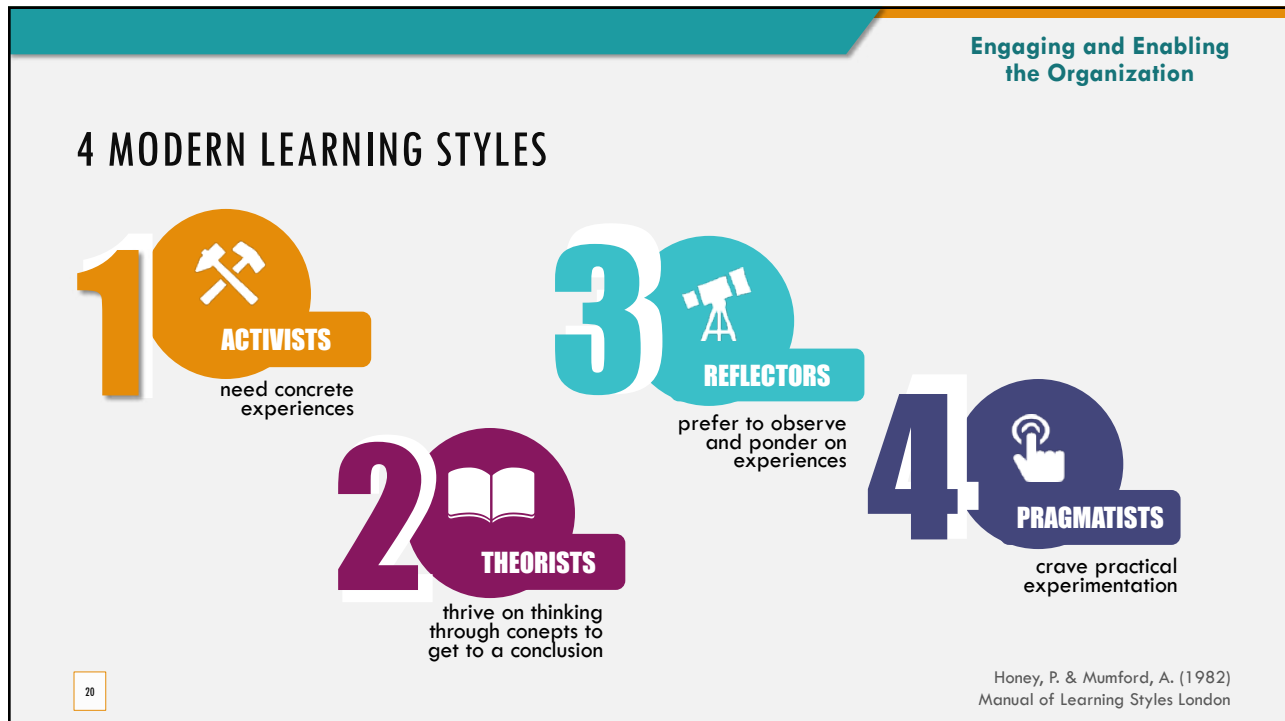 Engaging and Enabling
the Organization
4 MODERN LEARNING STYLES
1
ACTIVISTS
need concrete
experiences
2
THEORISTS
thrive on thinking
through conepts to
get to a conclusion
3
REFLECTORS
prefer to observe
and ponder on
experiences
4
PRAGMATISTS
crave practical
experimentation
20
Honey, P. & Mumford, A. (1982)
Manual of Learning Styles London